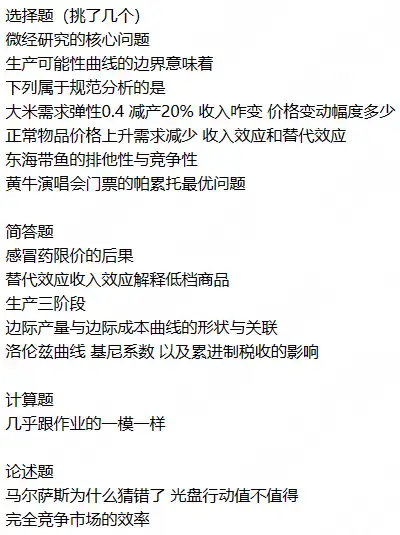 选择题（挑了几个）
微经研究的核心问题
生产可能性曲线的边界意味着
下列属于规范分析的是
大米需求弹性0.4 减产20% 收入咋变 价格变动幅度多少
正常物品价格上升需求减少 收入效应和替代效应
东海带鱼的排他性与竞争性
黄牛演唱会门票的帕累托最优问题
简答题
感冒药限价的后果
替代效应收入效应解释低档商品
生产三阶段
边际产量与边际成本曲线的形状与关联
洛伦兹曲线 基尼系数 以及累进制税收的影响
计算题
几乎跟作业的一模一样
论述题
马尔萨斯为什么猜错了 光盘行动值不值得
完全竞争市场的效率